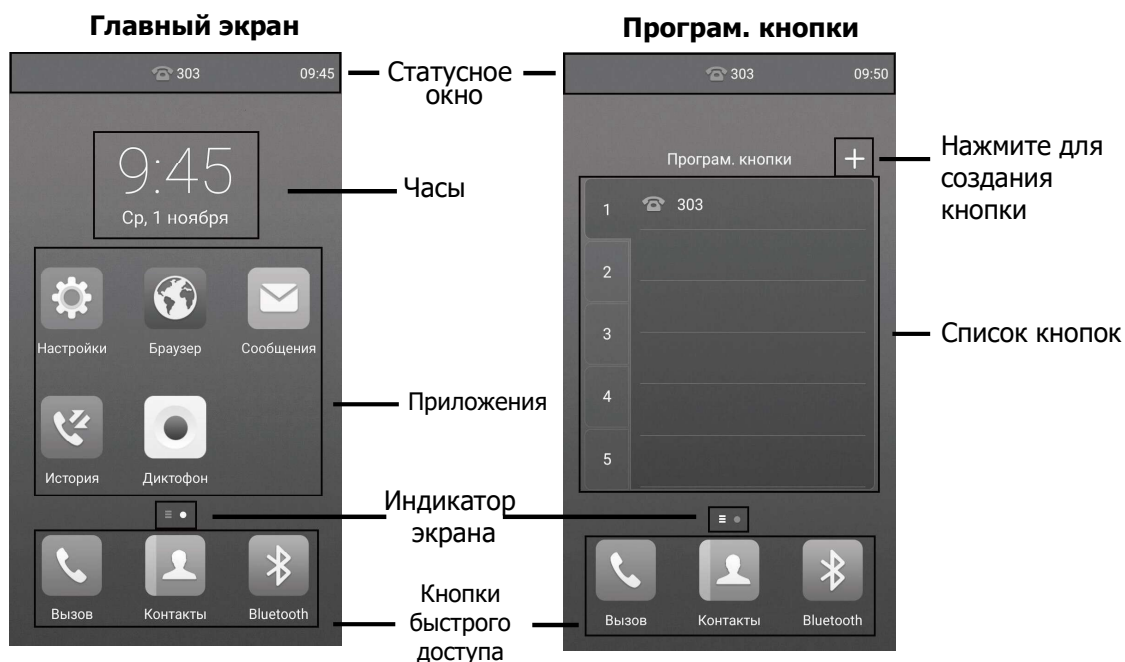 Главный экран
Програм. кнопки
303
09:45
Статусное
окно
303
09:50
9:45
Ср, 1 ноября
Часы
Програм. кнопки
Нажмите для
создания
кнопки
1
303
2
3
4
5
Список кнопок
Настройки
Браузер
Сообщения
Приложения
История
Диктофон
Индикатор
экрана
Вызов
Контакты
Bluetooth
Кнопки
быстрого
доступа
Вызов
Контакты
Bluetooth